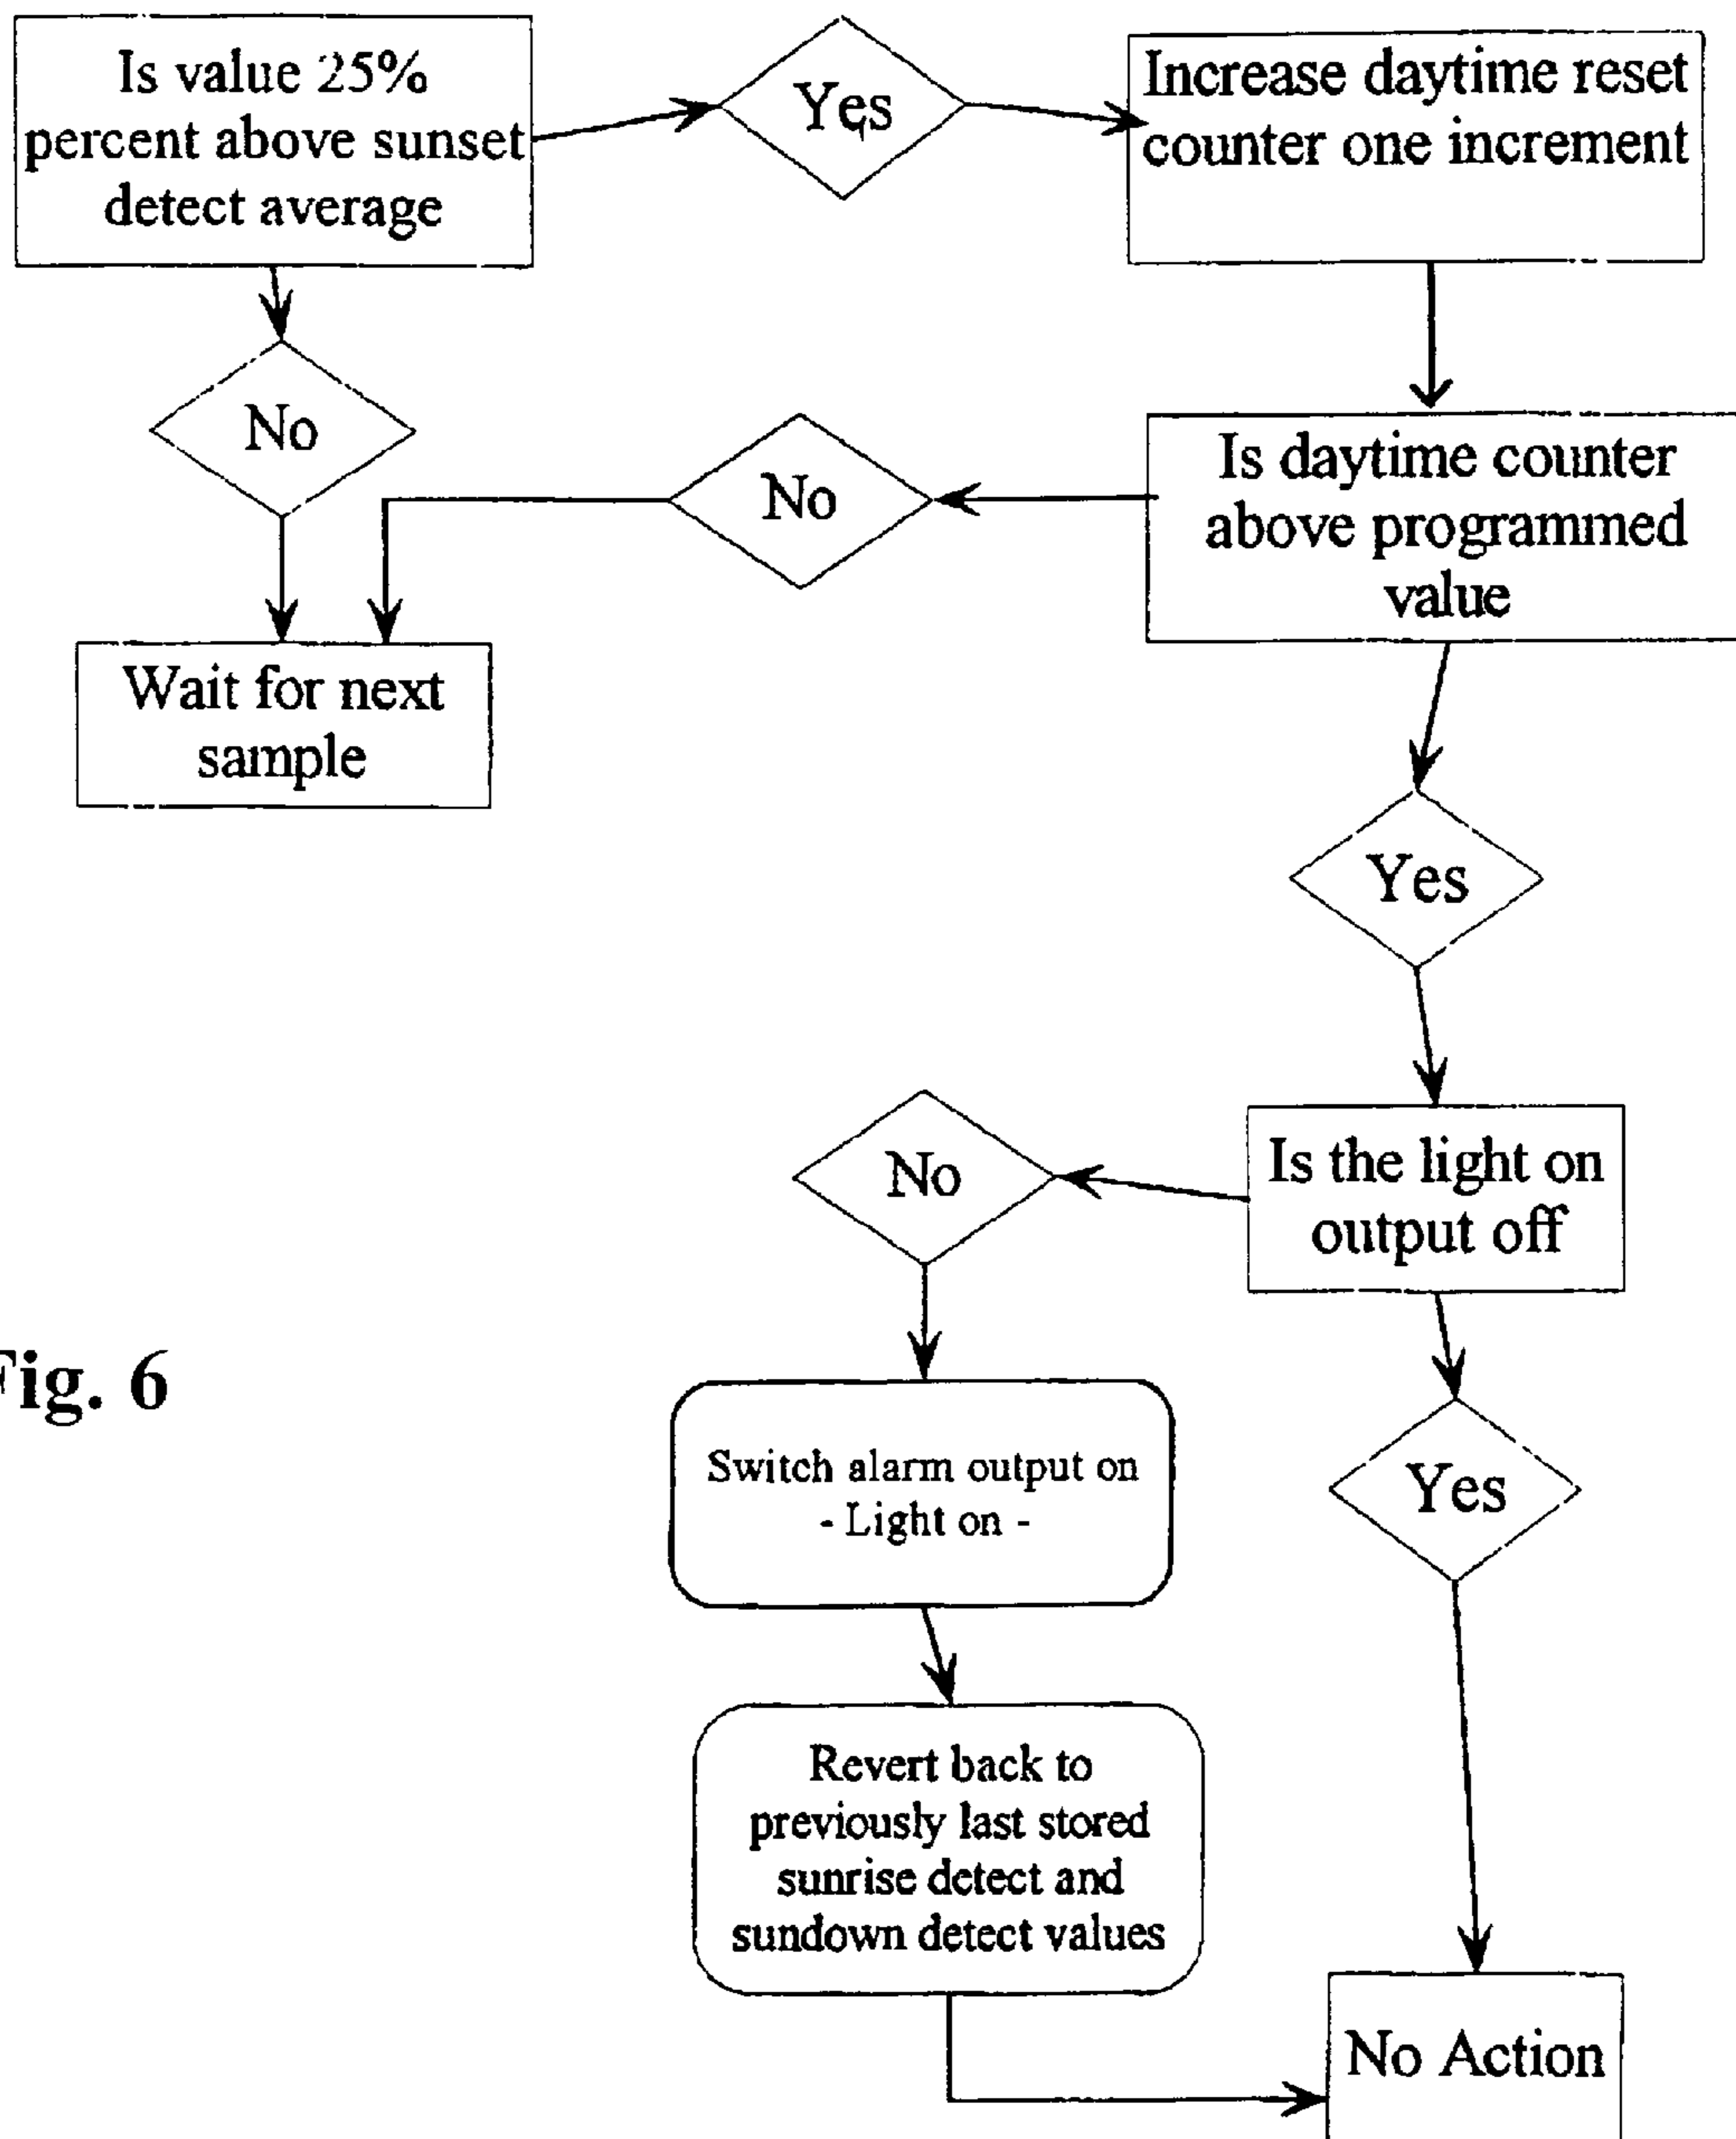 Is value 25%
percent above sunset
detect average
Yes
Increase daytime reset
counter one increment
No
No
Is daytime counter
above programmed
value
Wait for next
sample
Yes
No
Is the light on
output off
Fig. 6
Switch alarm output on
- Light on -
Yes
Revert back to
previously last stored
sunrise detect and
sundown detect values
No Action